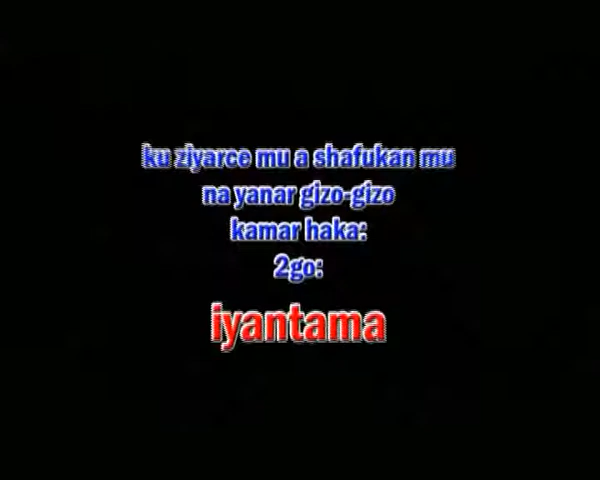 ku ziyarce mu a shafukan mu
na yanar gizo-gizo
kamar haka:
2go:
iyantama